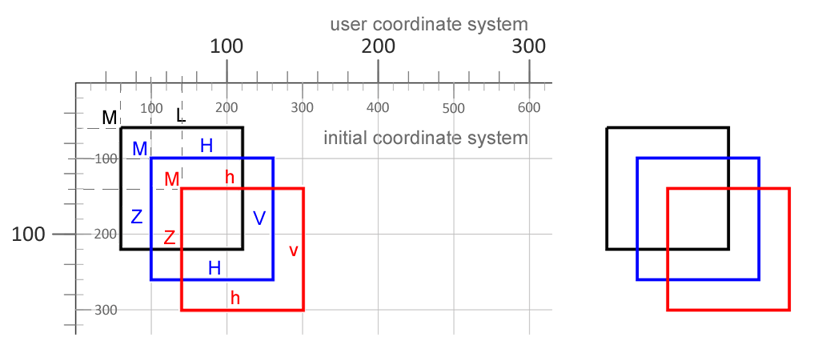 user coordinate system
100 200 300
100 200 300 400 500 600
M L
initial coordinate system
M H
100
M h
Z V
100 200 Z
v
H
h
300